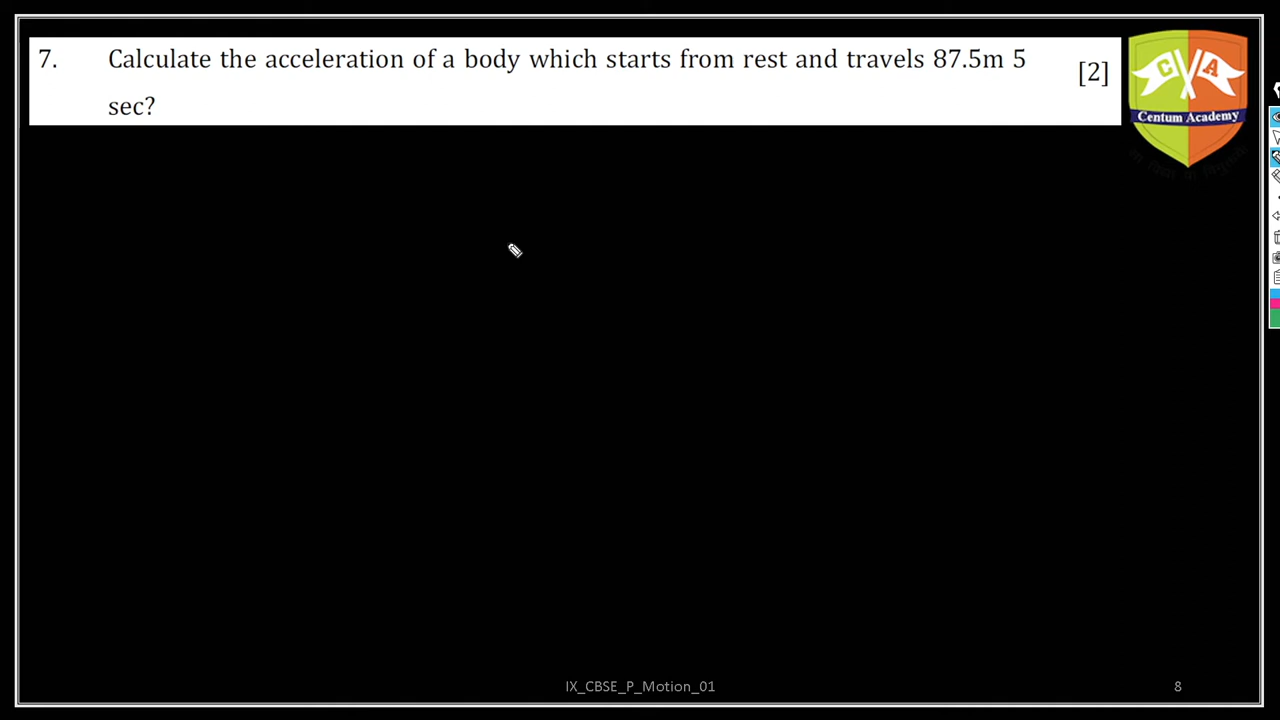 7. Calculate the acceleration of a body which starts from rest and travels 87.5m 5 [2]
sec?
C A
Centum Academy
IX_CBSE_P_Motion_01 8